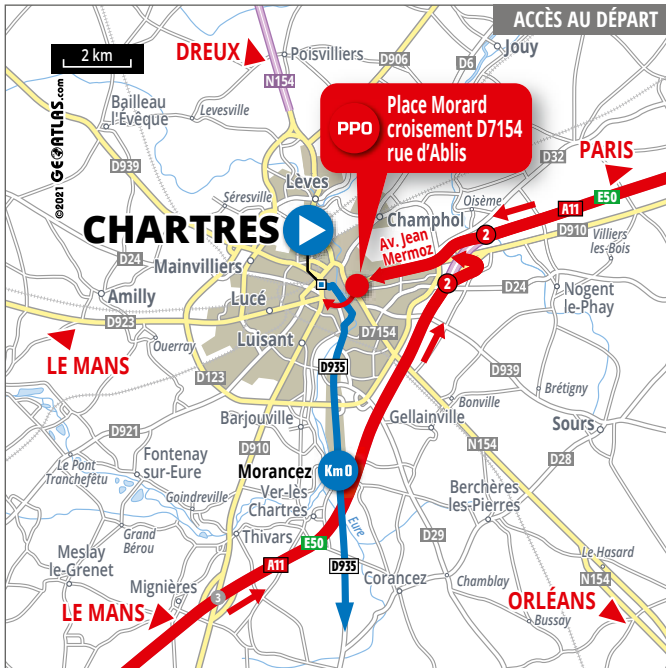 ACCÈS AU DÉPART
2 km
DREUX
Poisvilliers
D906
D6
Jouy
N154
©2021 GEOATLAS.com
Bailleau
l'Évêque
Levesville
PPO
Place Morard
croisement D7154
rue d'Ablis
D32
PARIS
D939
Lèves
Séresville
Oisème
E50
A11
CHARTRES
Champhol
Av. Jean
Mermoz
2
D910
Villiers
les-Bois
D24
Mainvilliers
2
D24
Nogent
le-Phay
Amilly
Lucé
D923
Ouerray
Luisant
D7154
LE MANS
D935
D123
D939
Brétigny
Bonville
Barjouville
Gellainville
Sours
D921
D910
N154
Le Pont
Tranchefétu
Fontenay
sur-Eure
Morancez
Km 0
D28
Goindreville
Ver-lès
Chartres
Berchères
les-Pierres
Grand
Bérou
Thivars
Eure
D29
E50
Meslay
le-Grenet
A11
D935
Le Hasard
Mignières
Corancez
Chamblay
N154
3
LE MANS
ORLÉANS
Bussay